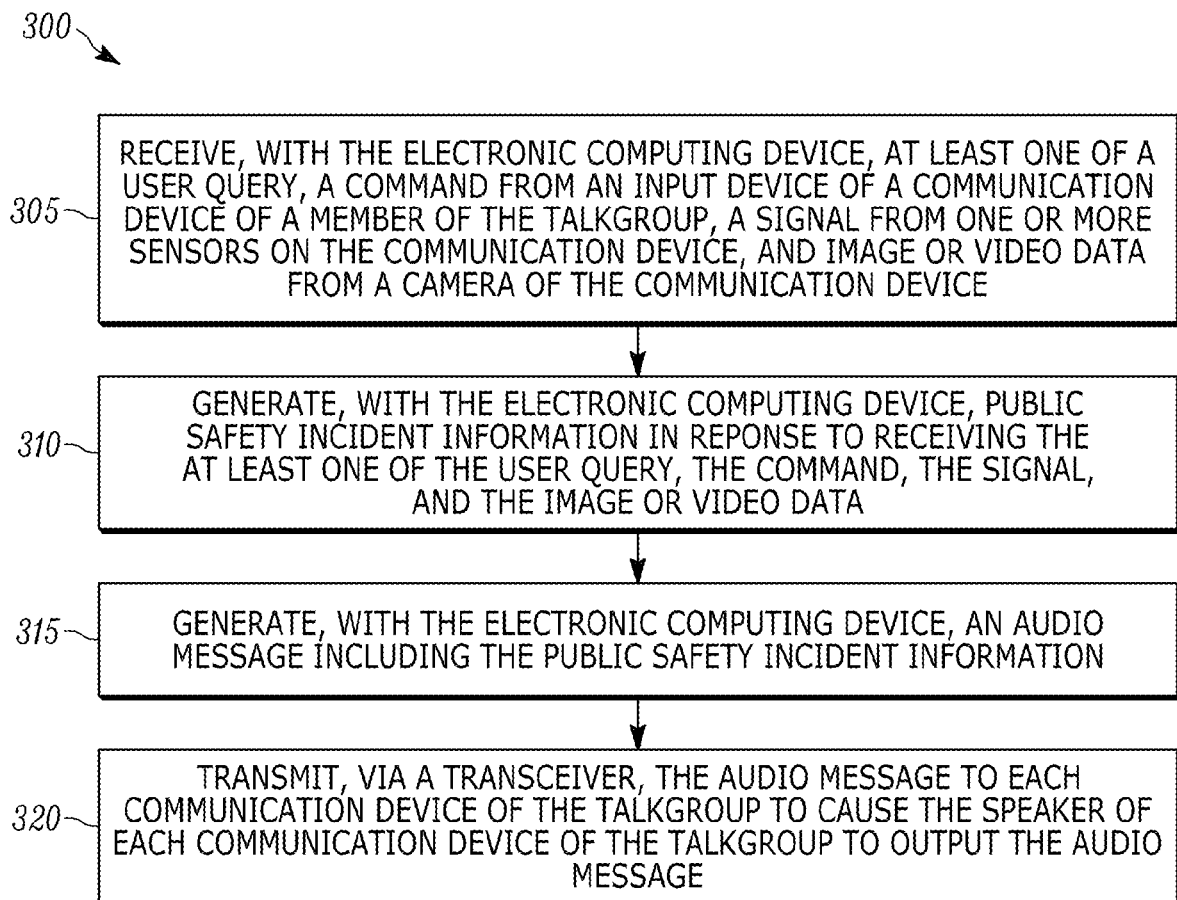 300
305
RECEIVE, WITH THE ELECTRONIC COMPUTING DEVICE, AT LEAST ONE OF A
USER QUERY, A COMMAND FROM AN INPUT DEVICE OF A COMMUNICATION
DEVICE OF A MEMBER OF THE TALKGROUP, A SIGNAL FROM ONE OR MORE
SENSORS ON THE COMMUNICATION DEVICE, AND IMAGE OR VIDEO DATA
FROM A CAMERA OF THE COMMUNICATION DEVICE
310
GENERATE, WITH THE ELECTRONIC COMPUTING DEVICE, PUBLIC
SAFETY INCIDENT INFORMATION IN REPONSE TO RECEIVING THE
AT LEAST ONE OF THE USER QUERY, THE COMMAND, THE SIGNAL,
AND THE IMAGE OR VIDEO DATA
315
GENERATE, WITH THE ELECTRONIC COMPUTING DEVICE, AN AUDIO
MESSAGE INCLUDING THE PUBLIC SAFETY INCIDENT INFORMATION
320
TRANSMIT, VIA A TRANSCEIVER, THE AUDIO MESSAGE TO EACH
COMMUNICATION DEVICE OF THE TALKGROUP TO CAUSE THE SPEAKER OF
EACH COMMUNICATION DEVICE OF THE TALKGROUP TO OUTPUT THE AUDIO
MESSAGE